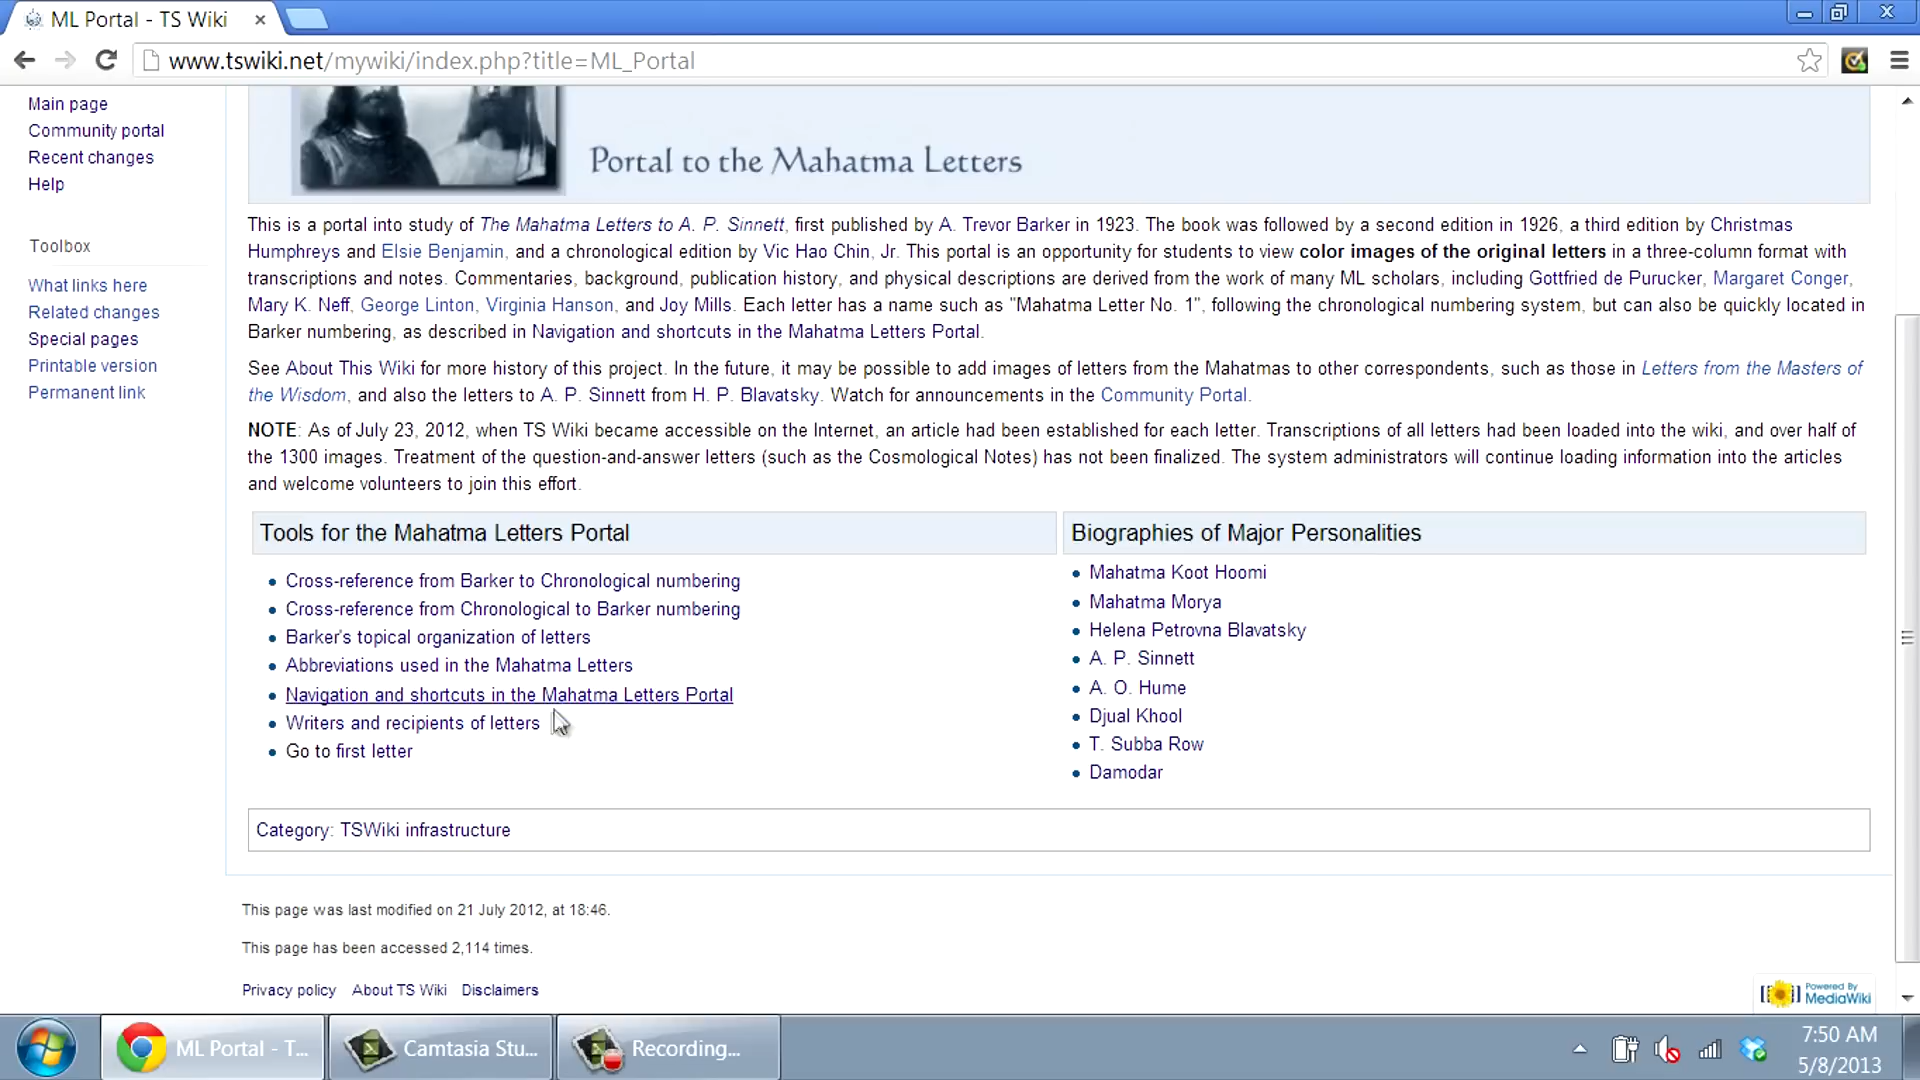 ML Portal - TS Wiki
www.tswiki.net/mywiki/index.php?title=ML_Portal
Main page
Community portal
Recent changes
Help
Toolbox
What links here
Related changes
Special pages
Printable version
Permanent link
Portal to the Mahatma Letters
This is a portal into study of The Mahatma Letters to A. P. Sinnett, first published by A. Trevor Barker in 1923. The book was followed by a second edition in 1926, a third edition by Christmas
Humphreys and Elsie Benjamin, and a chronological edition by Vic Hao Chin, Jr. This portal is an opportunity for students to view color images of the original letters in a three-column format with
transcriptions and notes. Commentaries, background, publication history, and physical descriptions are derived from the work of many ML scholars, including Gottfried de Purucker, Margaret Conger,
Mary K. Neff, George Linton, Virginia Hanson, and Joy Mills. Each letter has a name such as "Mahatma Letter No. 1", following the chronological numbering system, but can also be quickly located in
Barker numbering, as described in Navigation and shortcuts in the Mahatma Letters Portal.
See About This Wiki for more history of this project. In the future, it may be possible to add images of letters from the Mahatmas to other correspondents, such as those in Letters from the Masters of
the Wisdom, and also the letters to A. P. Sinnett from H. P. Blavatsky. Watch for announcements in the Community Portal.
NOTE: As of July 23, 2012, when TS Wiki became accessible on the Internet, an article had been established for each letter. Transcriptions of all letters had been loaded into the wiki, and over half of
the 1300 images. Treatment of the question-and-answer letters (such as the Cosmological Notes) has not been finalized. The system administrators will continue loading information into the articles
and welcome volunteers to join this effort.
Tools for the Mahatma Letters Portal
Cross-reference from Barker to Chronological numbering
Cross-reference from Chronological to Barker numbering
Barker's topical organization of letters
Abbreviations used in the Mahatma Letters
Navigation and shortcuts in the Mahatma Letters Portal
Writers and recipients of letters
Go to first letter
Biographies of Major Personalities
Mahatma Koot Hoomi
Mahatma Morya
Helena Petrovna Blavatsky
A. P. Sinnett
A. O. Hume
Djual Khool
T. Subba Row
Damodar
Category: TSWiki infrastructure
This page was last modified on 21 July 2012, at 18:46.
This page has been accessed 2,114 times.
Privacy policy About TS Wiki Disclaimers
Powered By
MediaWiki
ML Portal - T...
Camtasia Stu...
Recording...
7:50 AM
5/8/2013